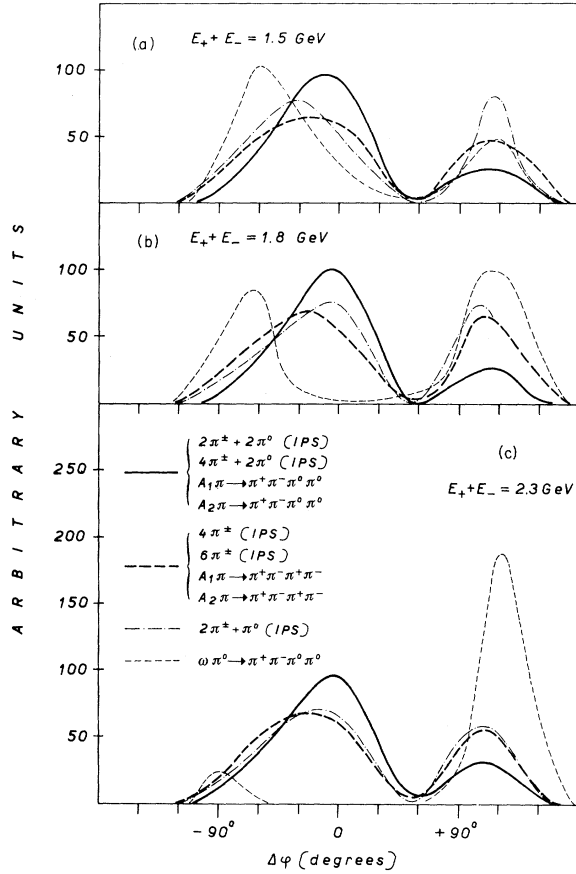 (a) E₊ + E₋ = 1.5 GeV
100
50
(b) E₊ + E₋ = 1.8 GeV
100
50
ARBITRARY UNITS
(c)
E₊ + E₋ = 2.3 GeV
250
200
150
100
50
2π± + 2π⁰ (IPS)
4π± + 2π⁰ (IPS)
A₁π → π⁺π⁻π⁰π⁰
A₂π → π⁺π⁻π⁰π⁰
4π± (IPS)
6π± (IPS)
A₁π → π⁺π⁻π⁺π⁻
A₂π → π⁺π⁻π⁺π⁻
2π± + π⁰ (IPS)
ωπ⁰ → π⁺π⁻π⁰π⁰
-90⁰ 0 +90⁰
Δφ (degrees)